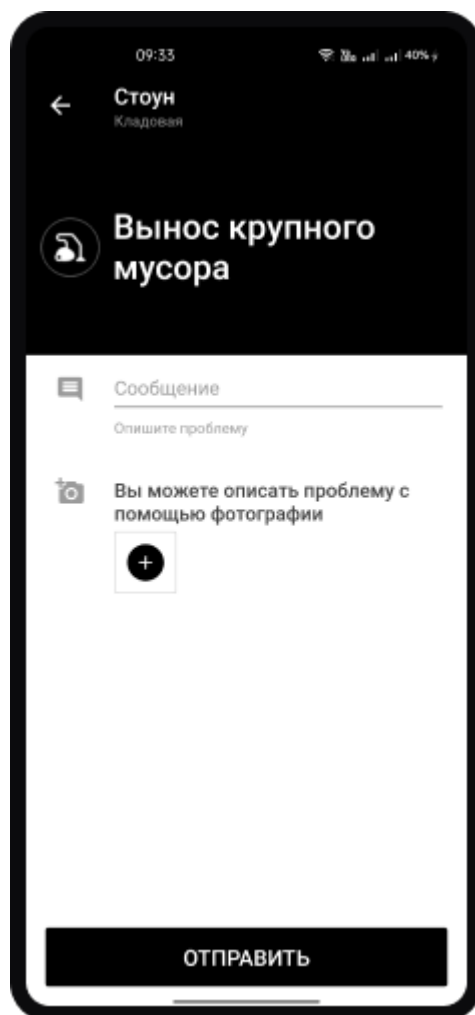 09:33
40%
Стоун
Кладовая
Вынос крупного
мусора
Сообщение
Опишите проблему
Вы можете описать проблему с
помощью фотографии
ОТПРАВИТЬ